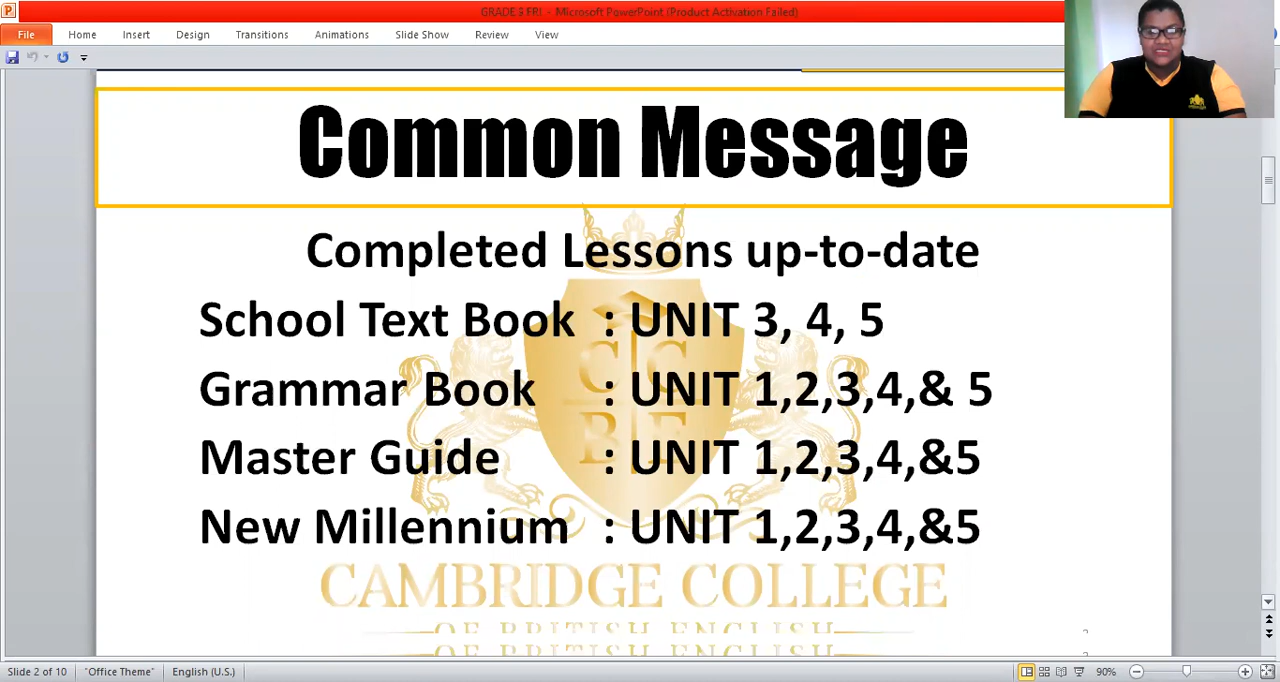 GRADE 9 FRI - Microsoft PowerPoint (Product Activation Failed)
File Home Insert Design Transitions Animations Slide Show Review View
Common Message
Completed Lessons up-to-date
School Text Book : UNIT 3, 4, 5
Grammar Book : UNIT 1,2,3,4,& 5
Master Guide : UNIT 1,2,3,4,&5
New Millennium : UNIT 1,2,3,4,&5
CC
BE
CAMBRIDGE COLLEGE
OF BRITISH ENGLISH
Slide 2 of 10 "Office Theme" English (U.S.) 90%